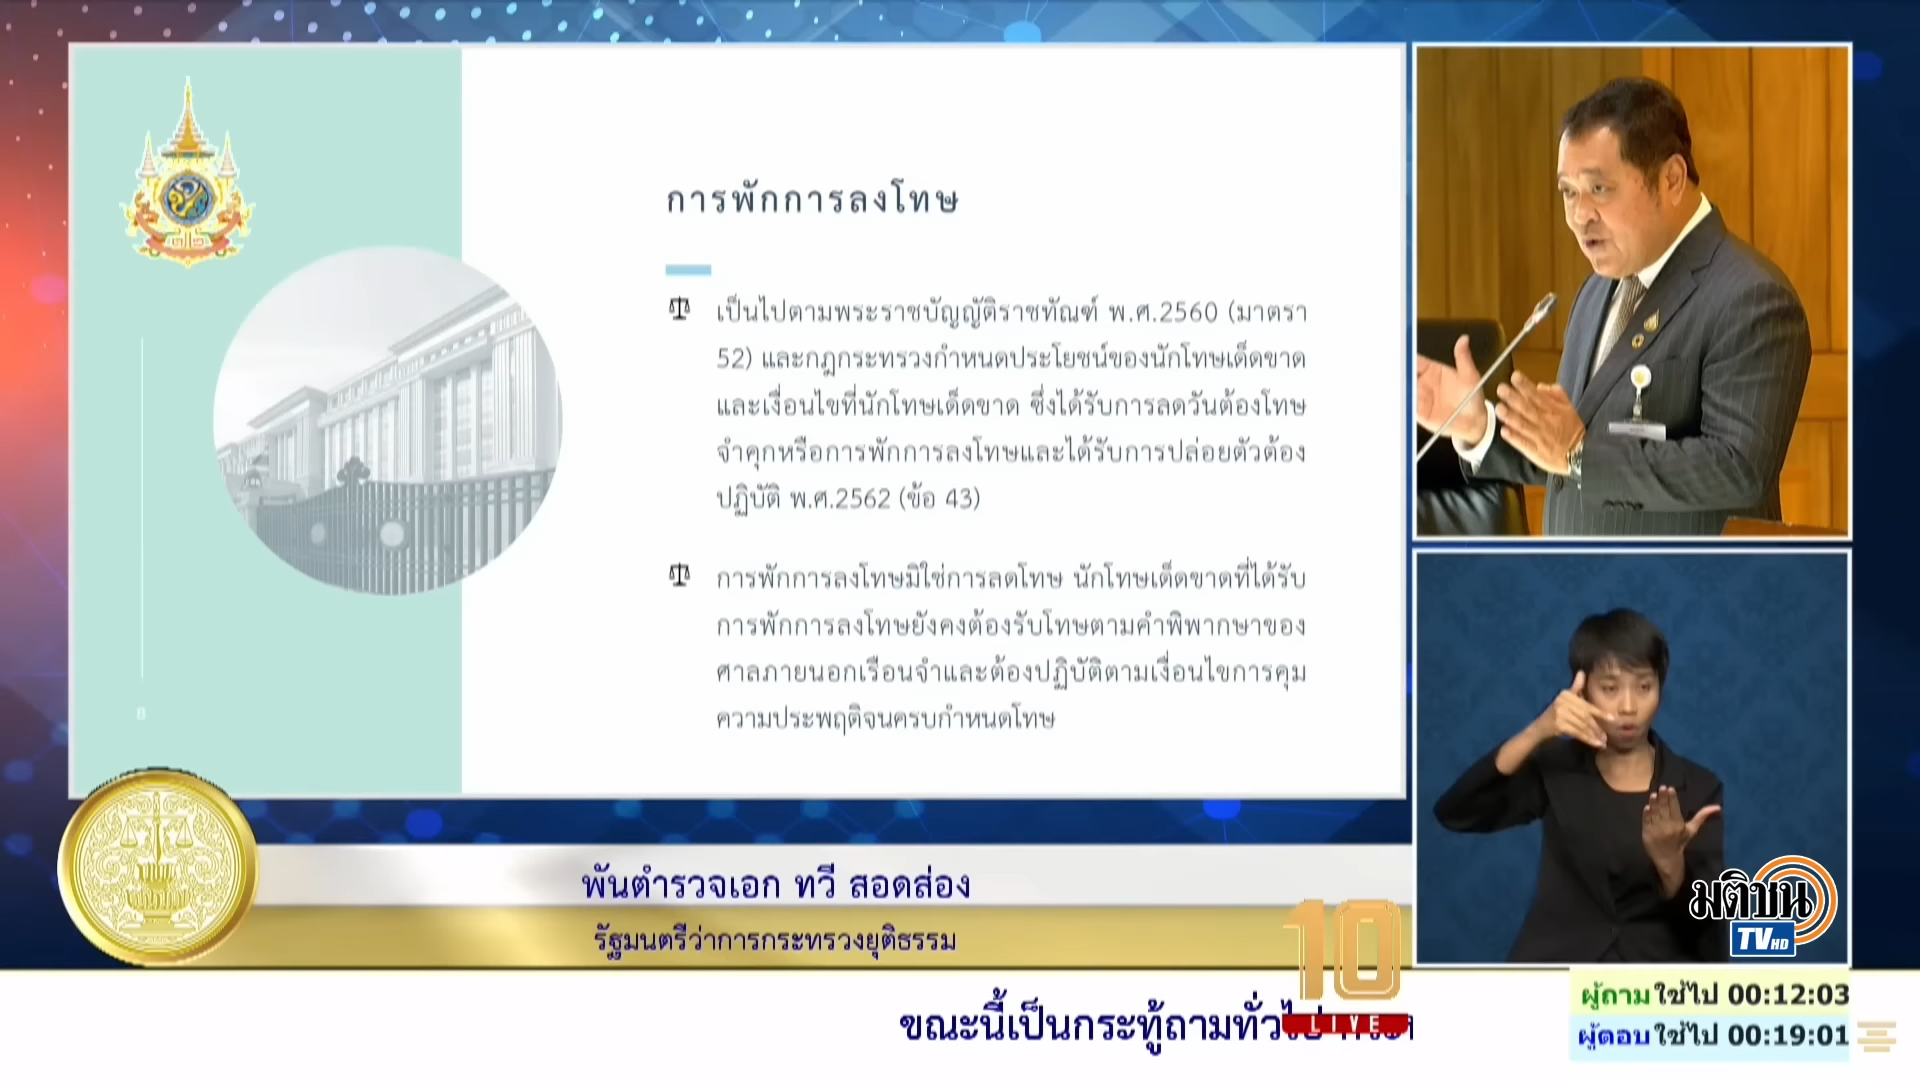 การพักการลงโทษ
เป็นไปตามพระราชบัญญัติราชทัณฑ์ พ.ศ.2560 (มาตรา
52) และกฎกระทรวงกำหนดประโยชน์ของนักโทษเด็ดขาด
และเงื่อนไขที่นักโทษเด็ดขาด ซึ่งได้รับการลดวันต้องโทษ
จำคุกหรือการพักการลงโทษและได้รับการปล่อยตัวต้อง
ปฏิบัติ พ.ศ.2562 (ข้อ 43)
การพักการลงโทษมิใช่การลดโทษ นักโทษเด็ดขาดที่ได้รับ
การพักการลงโทษยังคงต้องรับโทษตามคำพิพากษาของ
ศาลภายนอกเรือนจำและต้องปฏิบัติตามเงื่อนไขการคุม
ความประพฤติจนครบกำหนดโทษ
8
พันตำรวจเอก ทวี สอดส่อง
รัฐมนตรีว่าการกระทรวงยุติธรรม
10
LIVE
มติชน
TV HD
ขณะนี้เป็นกระทู้ถามทั่วไป
ผู้ถาม ใช้ไป 00:12:03
ผู้ตอบ ใช้ไป 00:19:01